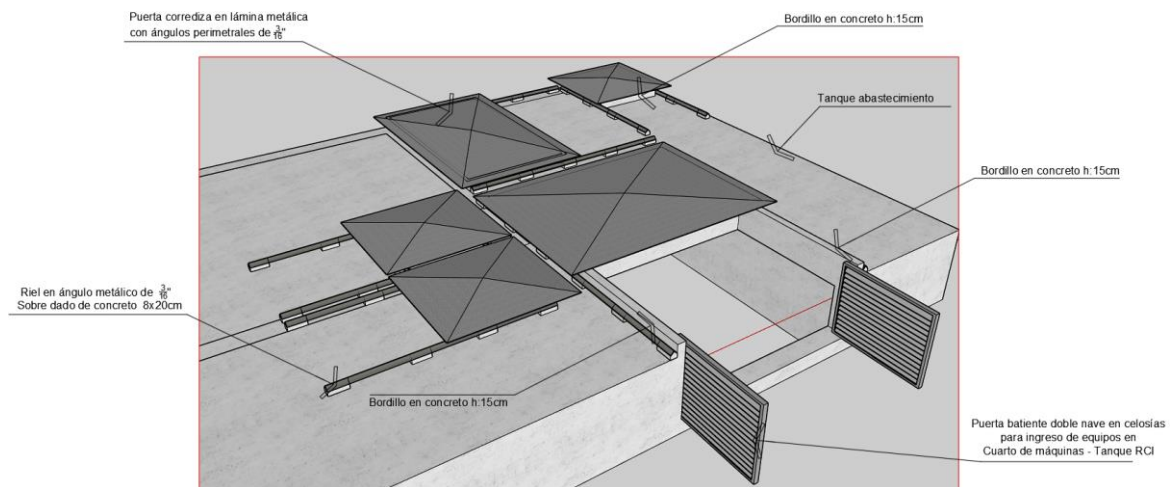 Puerta corrediza en lámina metálica
con ángulos perimetrales de 3/16"
Bordillo en concreto h:15cm
Tanque abastecimiento
Bordillo en concreto h:15cm
Riel en ángulo metálico de 3/16"
Sobre dado de concreto 8x20cm
Bordillo en concreto h:15cm
Puerta batiente doble nave en celosías
para ingreso de equipos en
Cuarto de máquinas - Tanque RCI